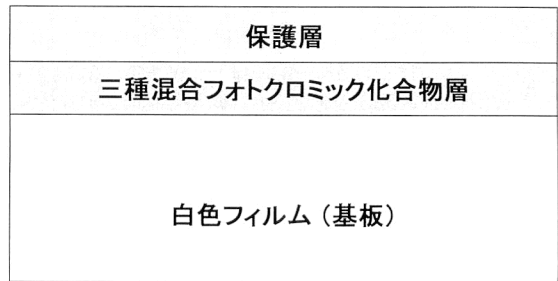 保護層
三種混合フォトクロミック化合物層
白色フィルム（基板）